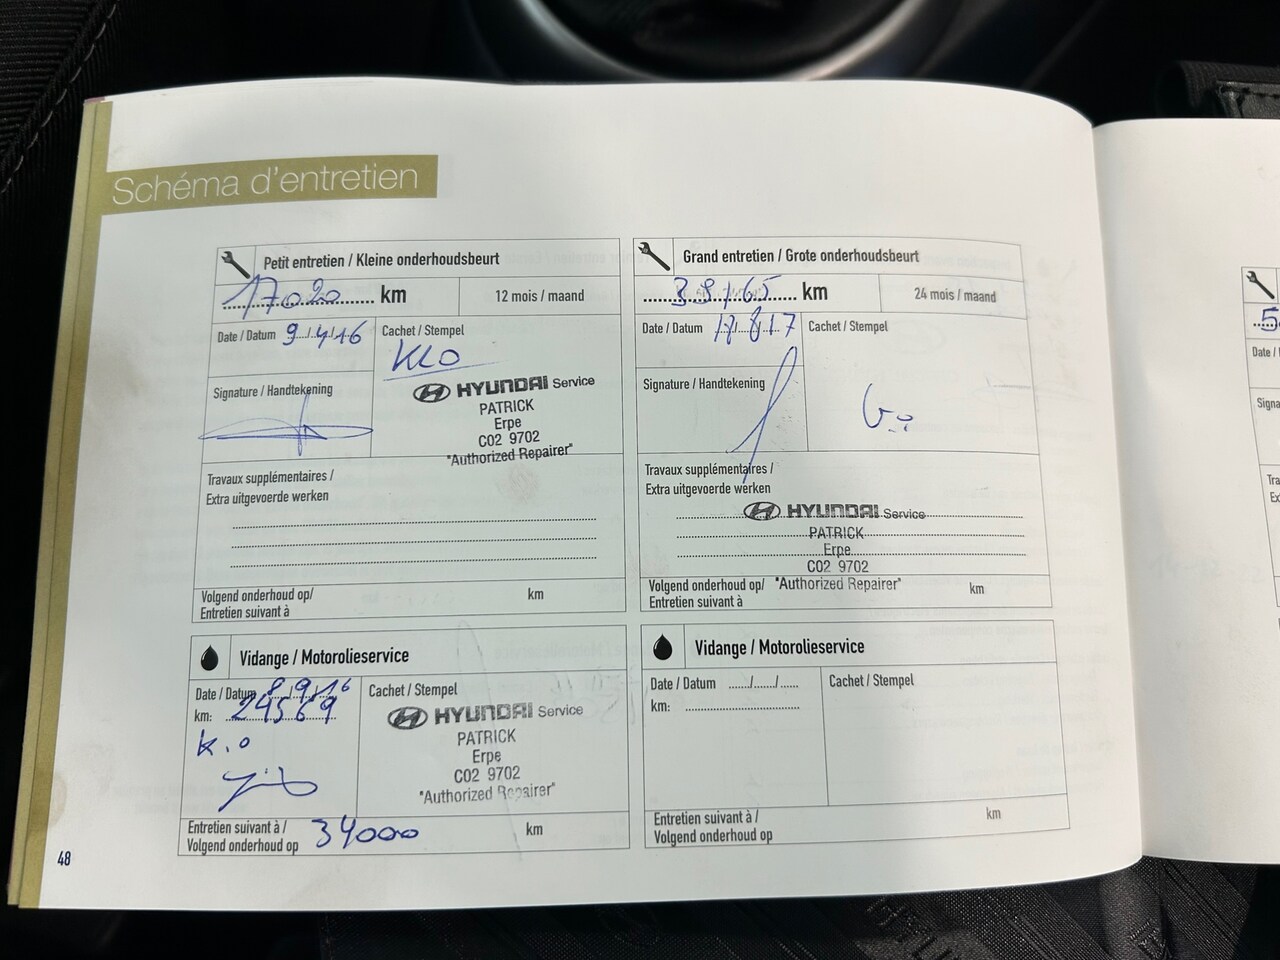 Schéma d'entretien
Petit entretien / Kleine onderhoudsbeurt
17020 km
12 mois / maand
Date / Datum 9/4/16
Cachet / Stempel
KLO
Signature / Handtekening
HYUNDAI Service
PATRICK
Erpe
C02 9702
"Authorized Repairer"
Travaux supplémentaires /
Extra uitgevoerde werken
Volgend onderhoud op/
Entretien suivant à
km
Grand entretien / Grote onderhoudsbeurt
39165 km
24 mois / maand
Date / Datum
Cachet / Stempel
Signature / Handtekening
Travaux supplémentaires /
Extra uitgevoerde werken
HYUNDAI Service
PATRICK
Erpe
C02 9702
"Authorized Repairer"
Volgend onderhoud op/
Entretien suivant à
km
Vidange / Motorolieservice
Date / Datum 8/9/16
km: 24569
K.O
Cachet / Stempel
HYUNDAI Service
PATRICK
Erpe
C02 9702
"Authorized Repairer"
Entretien suivant à /
Volgend onderhoud op 34000 km
Vidange / Motorolieservice
Date / Datum ....../....../......
km:
Cachet / Stempel
Entretien suivant à /
Volgend onderhoud op
km
48